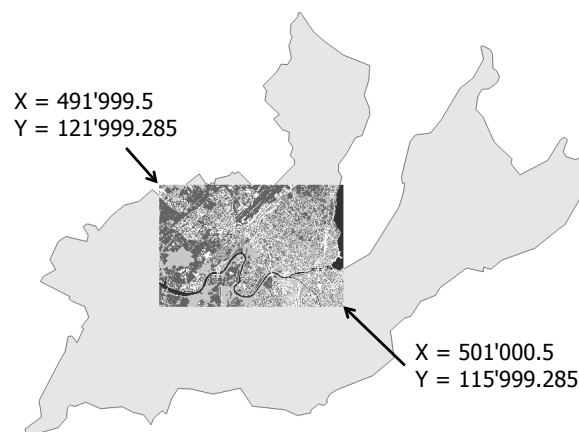 X = 491'999.5
Y = 121'999.285
X = 501'000.5
Y = 115'999.285